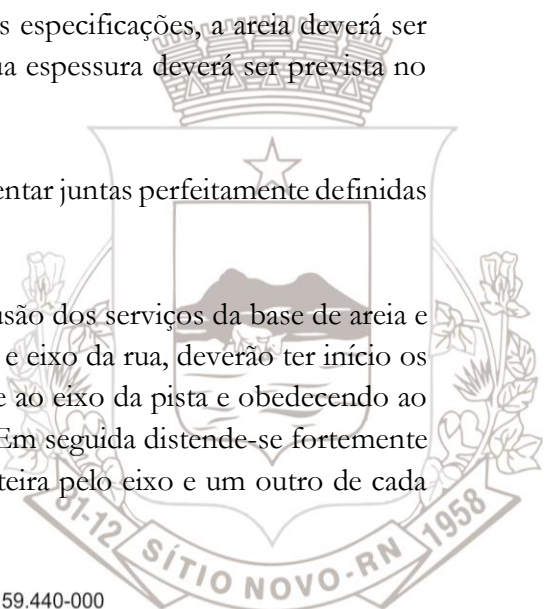 s especificações, a areia deverá ser
ua espessura deverá ser prevista no
entar juntas perfeitamente definidas
usão dos serviços da base de areia e
e eixo da rua, deverão ter início os
e ao eixo da pista e obedecendo ao
Em seguida distende-se fortemente
teira pelo eixo e um outro de cada
31-12 SÍTIO NOVO-RN 1958
59.440-000